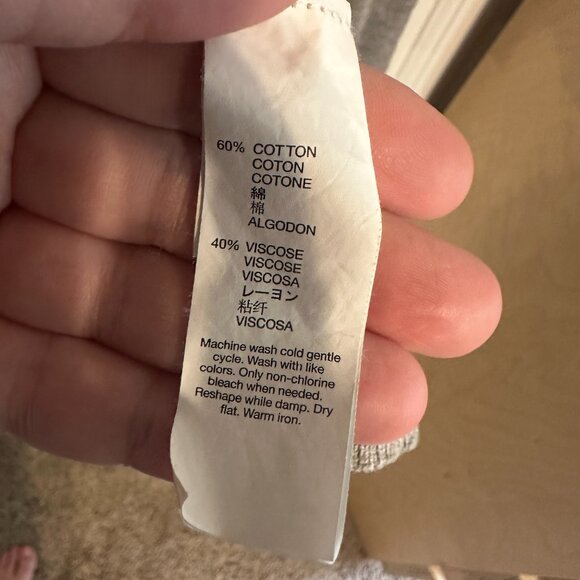 60% COTTON
COTON
COTONE
綿
棉
ALGODON
40% VISCOSE
VISCOSE
VISCOSA
レーヨン
粘纤
VISCOSA
Machine wash cold gentle
cycle. Wash with like
colors. Only non-chlorine
bleach when needed.
Reshape while damp. Dry
flat. Warm iron.